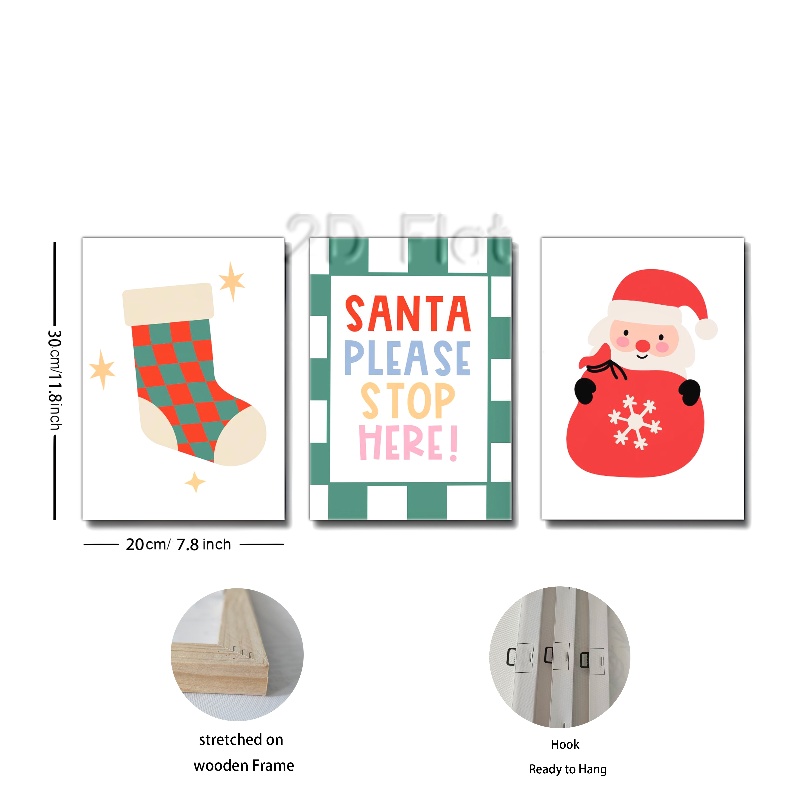 2D Flat
SANTA
PLEASE
STOP
HERE!
30cm/11.8inch
20cm/ 7.8 inch
stretched on
wooden Frame
Hook
Ready to Hang